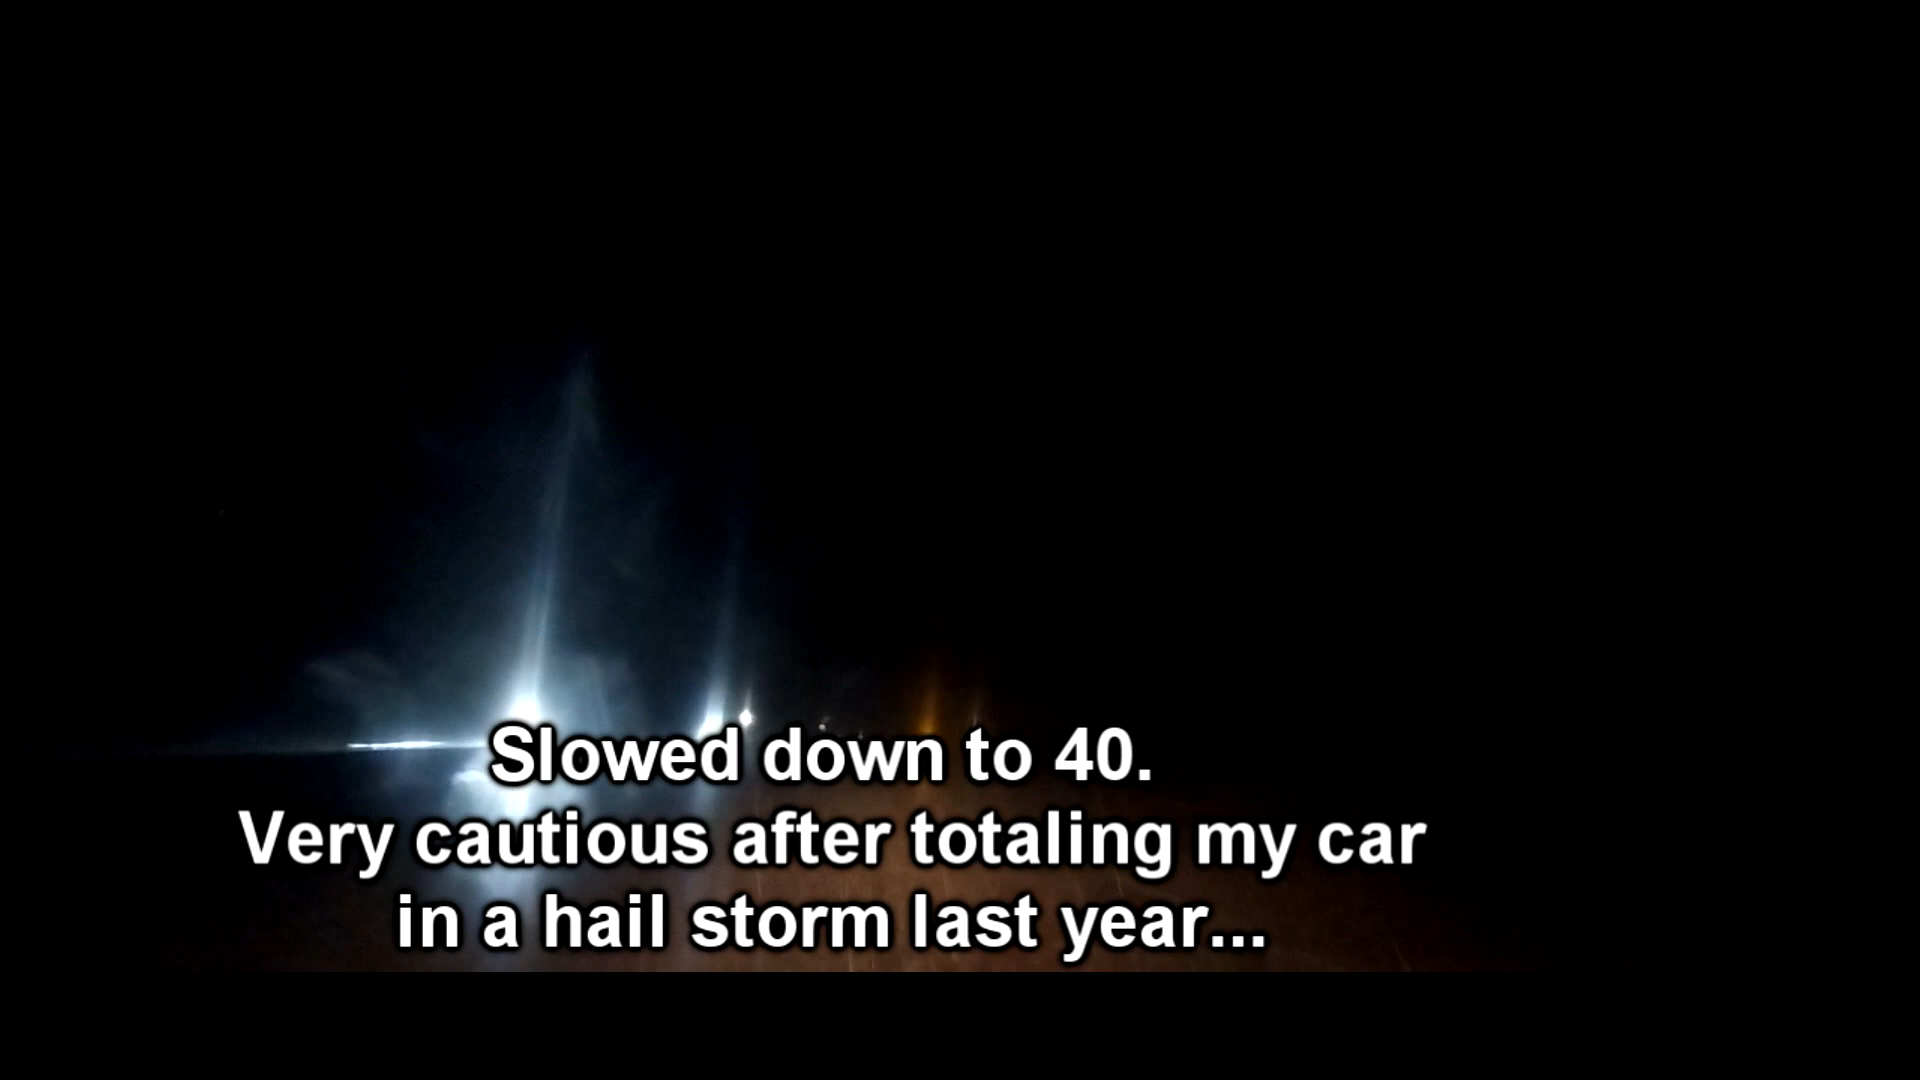 Slowed down to 40.
Very cautious after totaling my car
in a hail storm last year...